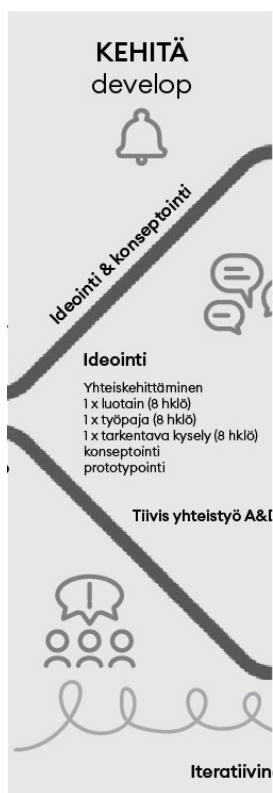 KEHITÄ
develop
Ideointi & konseptointi
Ideointi
Yhteiskehittäminen
1 x luotain (8 hklö)
1 x työpaja (8 hklö)
1 x tarkentava kysely (8 hklö)
konseptointi
prototypointi
Tiivis yhteistyö